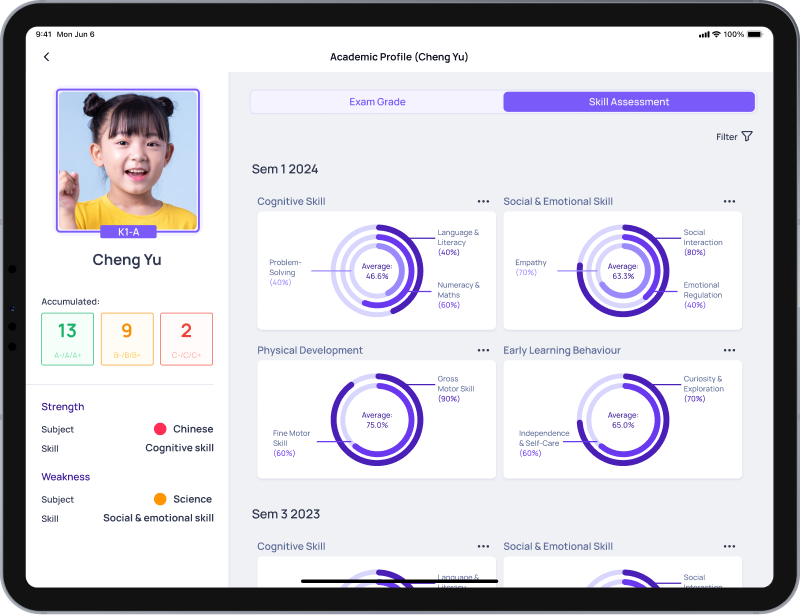 9:41 Mon Jun 6
100%
Academic Profile (Cheng Yu)
K1-A
Cheng Yu
Accumulated:
13
A-/A/A+
9
B-/B/B+
2
C-/C/C+
Strength
Subject
Chinese
Skill
Cognitive skill
Weakness
Subject
Science
Skill
Social & emotional skill
Exam Grade
Skill Assessment
Filter
Sem 1 2024
Cognitive Skill
Language &
Literacy
(40%)
Problem-
Solving
(40%)
Average:
46.6%
Numeracy &
Maths
(60%)
Social & Emotional Skill
Social
Interaction
(80%)
Empathy
(70%)
Average:
63.3%
Emotional
Regulation
(40%)
Physical Development
Gross
Motor Skill
(90%)
Average:
75.0%
Fine Motor
Skill
(60%)
Early Learning Behaviour
Curiosity &
Exploration
(70%)
Average:
65.0%
Independence
& Self-Care
(60%)
Sem 3 2023
Cognitive Skill
Language &
Literacy
Social & Emotional Skill
Social
Interaction